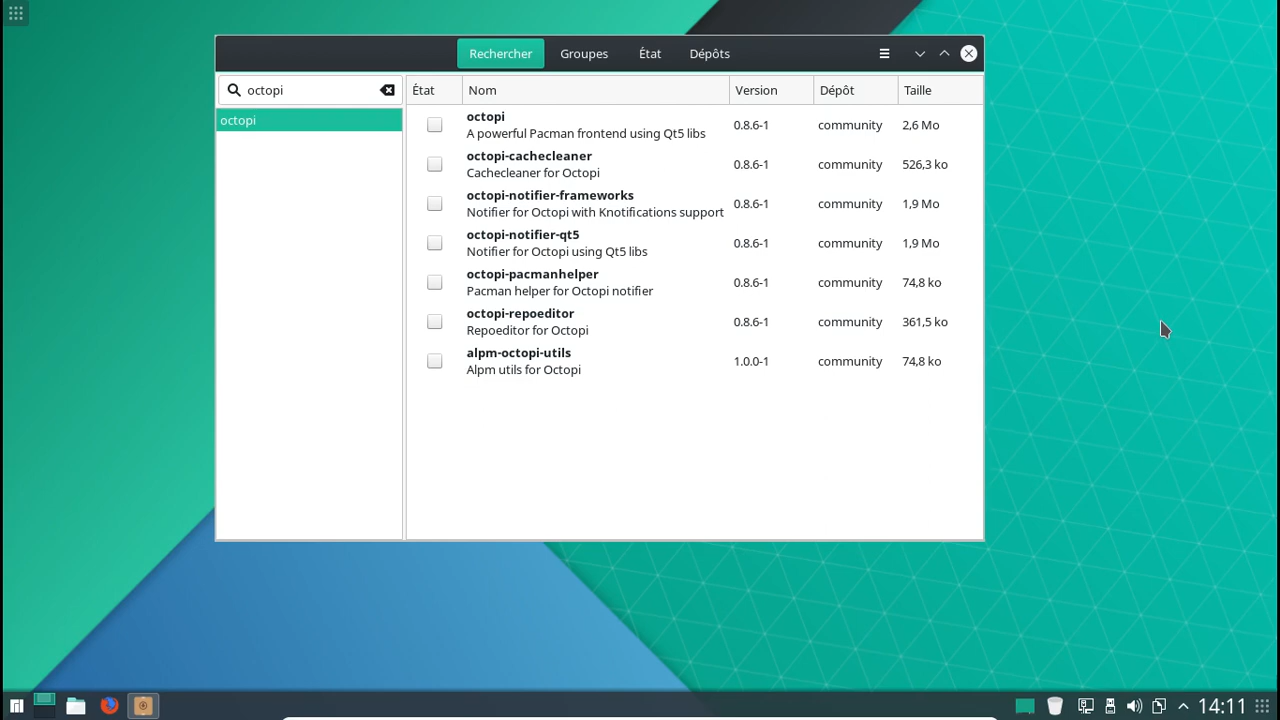 Rechercher Groupes État Dépôts
octopi
octopi
État Nom Version Dépôt Taille
octopi
A powerful Pacman frontend using Qt5 libs
0.8.6-1 community 2,6 Mo
octopi-cachecleaner
Cachecleaner for Octopi
0.8.6-1 community 526,3 ko
octopi-notifier-frameworks
Notifier for Octopi with Knotifications support
0.8.6-1 community 1,9 Mo
octopi-notifier-qt5
Notifier for Octopi using Qt5 libs
0.8.6-1 community 1,9 Mo
octopi-pacmanhelper
Pacman helper for Octopi notifier
0.8.6-1 community 74,8 ko
octopi-repoeditor
Repoeditor for Octopi
0.8.6-1 community 361,5 ko
alpm-octopi-utils
Alpm utils for Octopi
1.0.0-1 community 74,8 ko
14:11